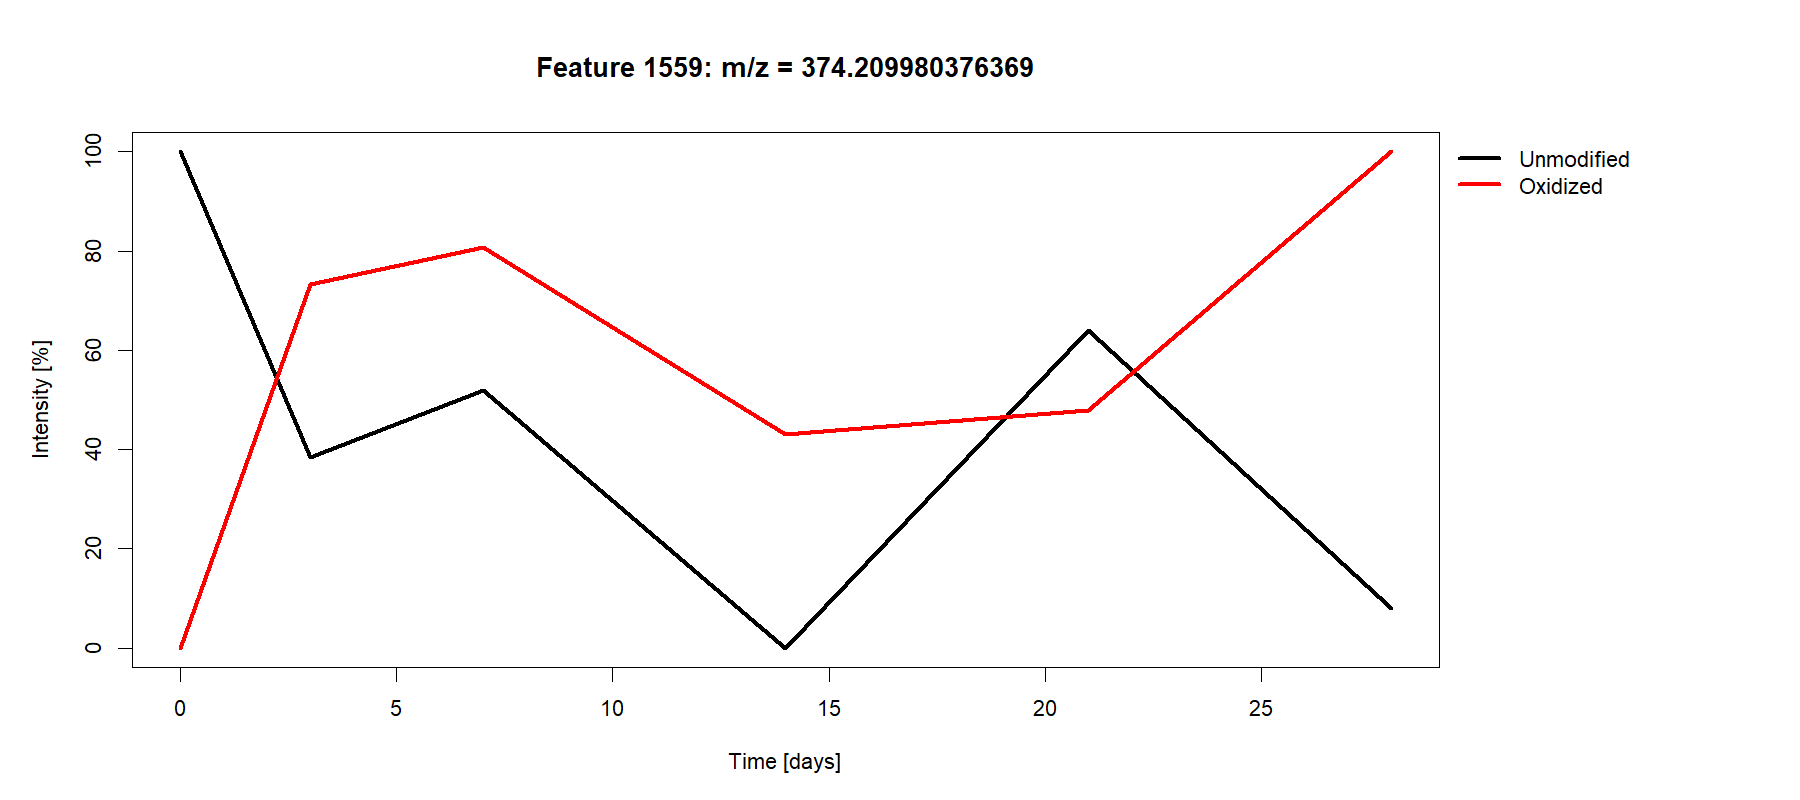 Feature 1559: m/z = 374.209980376369
Unmodified
Oxidized
Intensity [%]
100
80
60
40
20
0
0 5 10 15 20 25
Time [days]